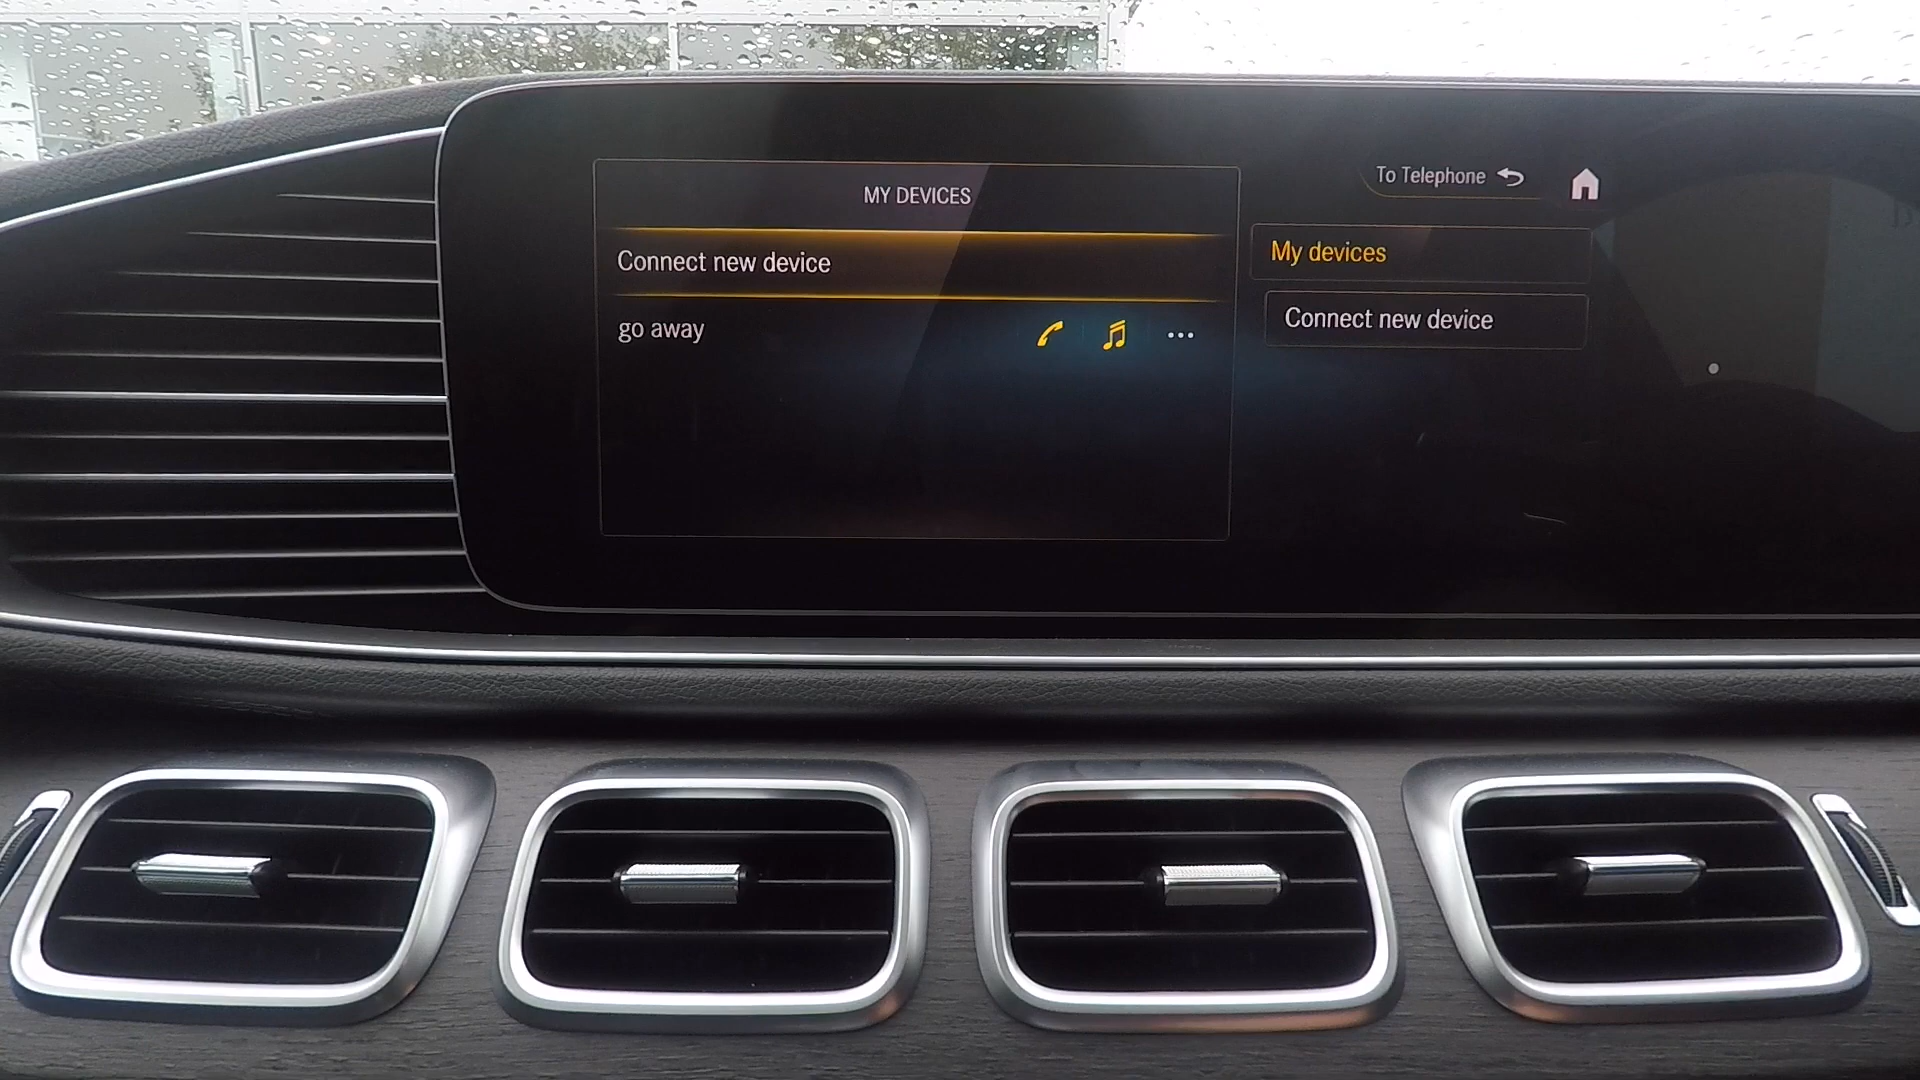 MY DEVICES
Connect new device
go away
To Telephone
My devices
Connect new device